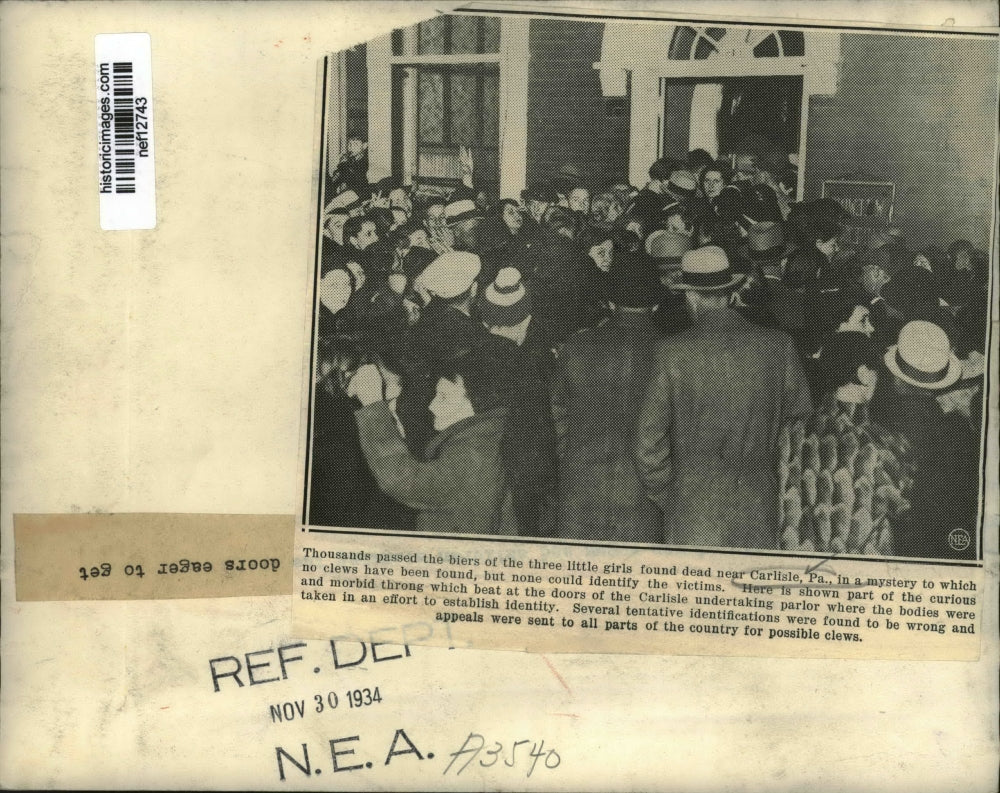 historicimages.com
nef12743
NEA
doors eager to get
Thousands passed the biers of the three little girls found dead near Carlisle, Pa., in a mystery to which
no clews have been found, but none could identify the victims. Here is shown part of the curious
and morbid throng which beat at the doors of the Carlisle undertaking parlor where the bodies were
taken in an effort to establish identity. Several tentative identifications were found to be wrong and
appeals were sent to all parts of the country for possible clews.
REF. DEPT.
NOV 30 1934
N.E.A. A3540